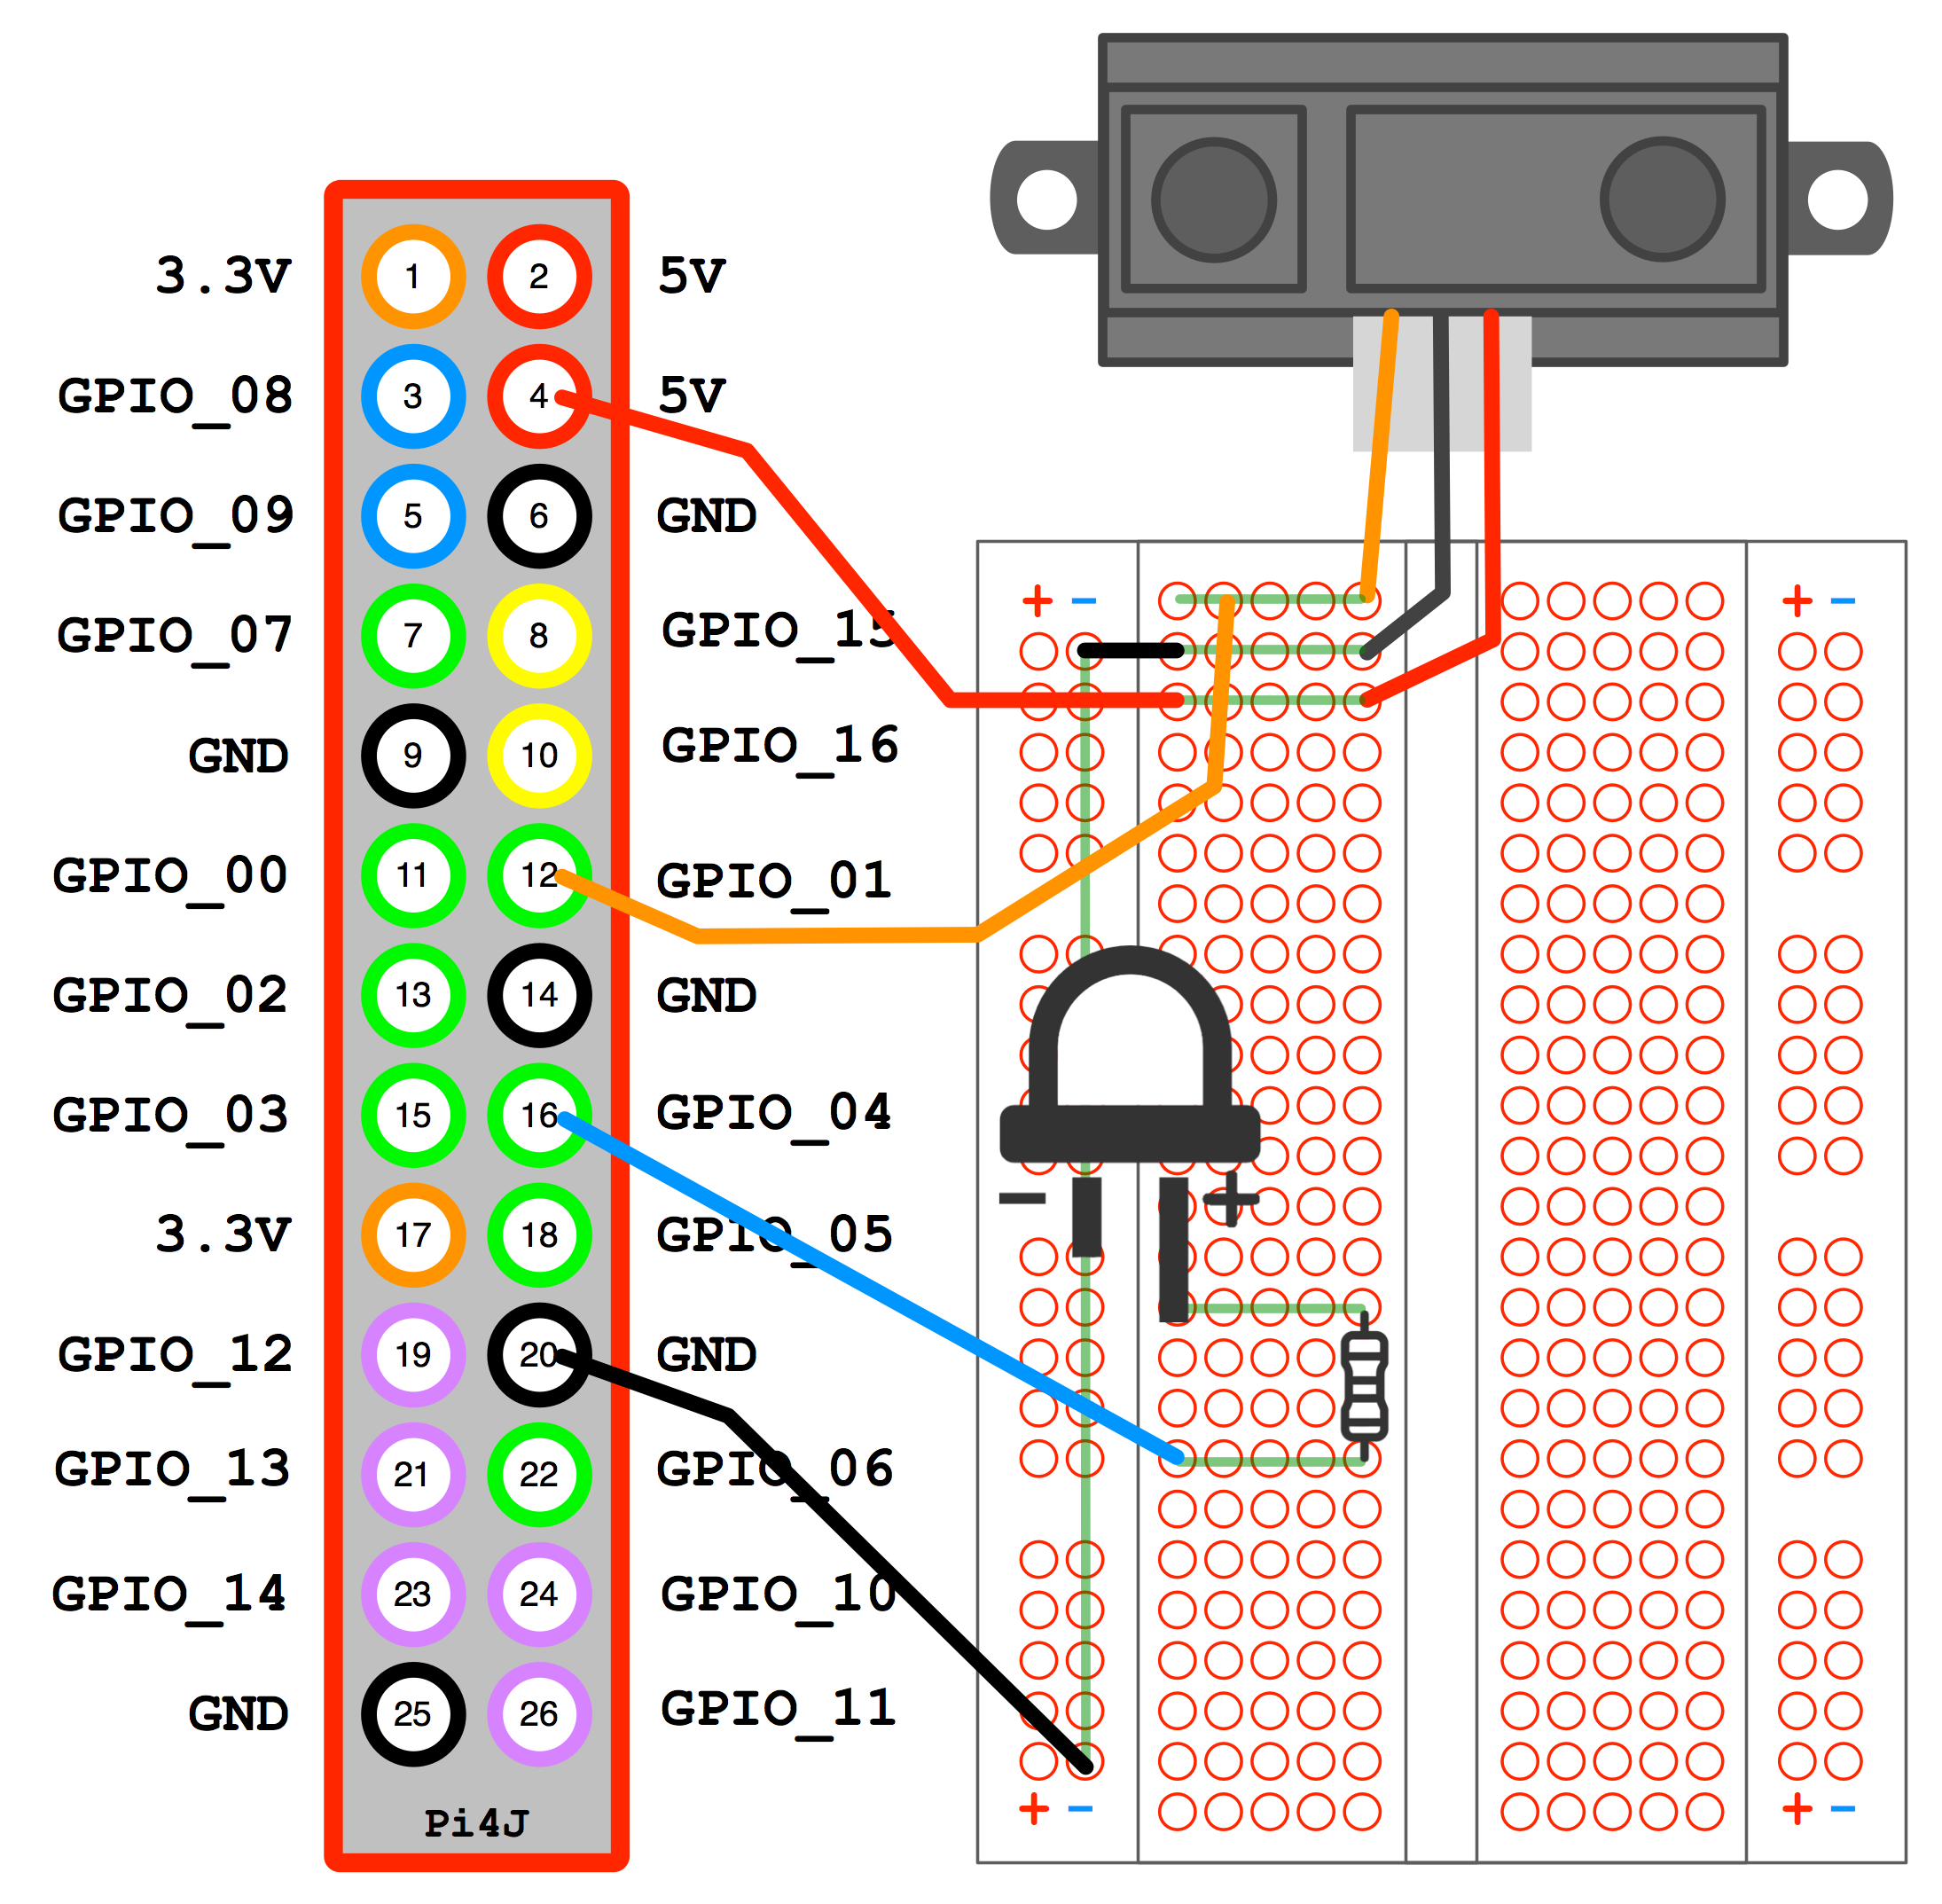 3.3V 1 2 5V
GPIO_08 3 4 5V
GPIO_09 5 6 GND
GPIO_07 7 8 GPIO_15
GND 9 10 GPIO_16
GPIO_00 11 12 GPIO_01
GPIO_02 13 14 GND
GPIO_03 15 16 GPIO_04
3.3V 17 18 GPIO_05
GPIO_12 19 20 GND
GPIO_13 21 22 GPIO_06
GPIO_14 23 24 GPIO_10
GND 25 26 GPIO_11
Pi4J
+ - + -
- +
+ - + -